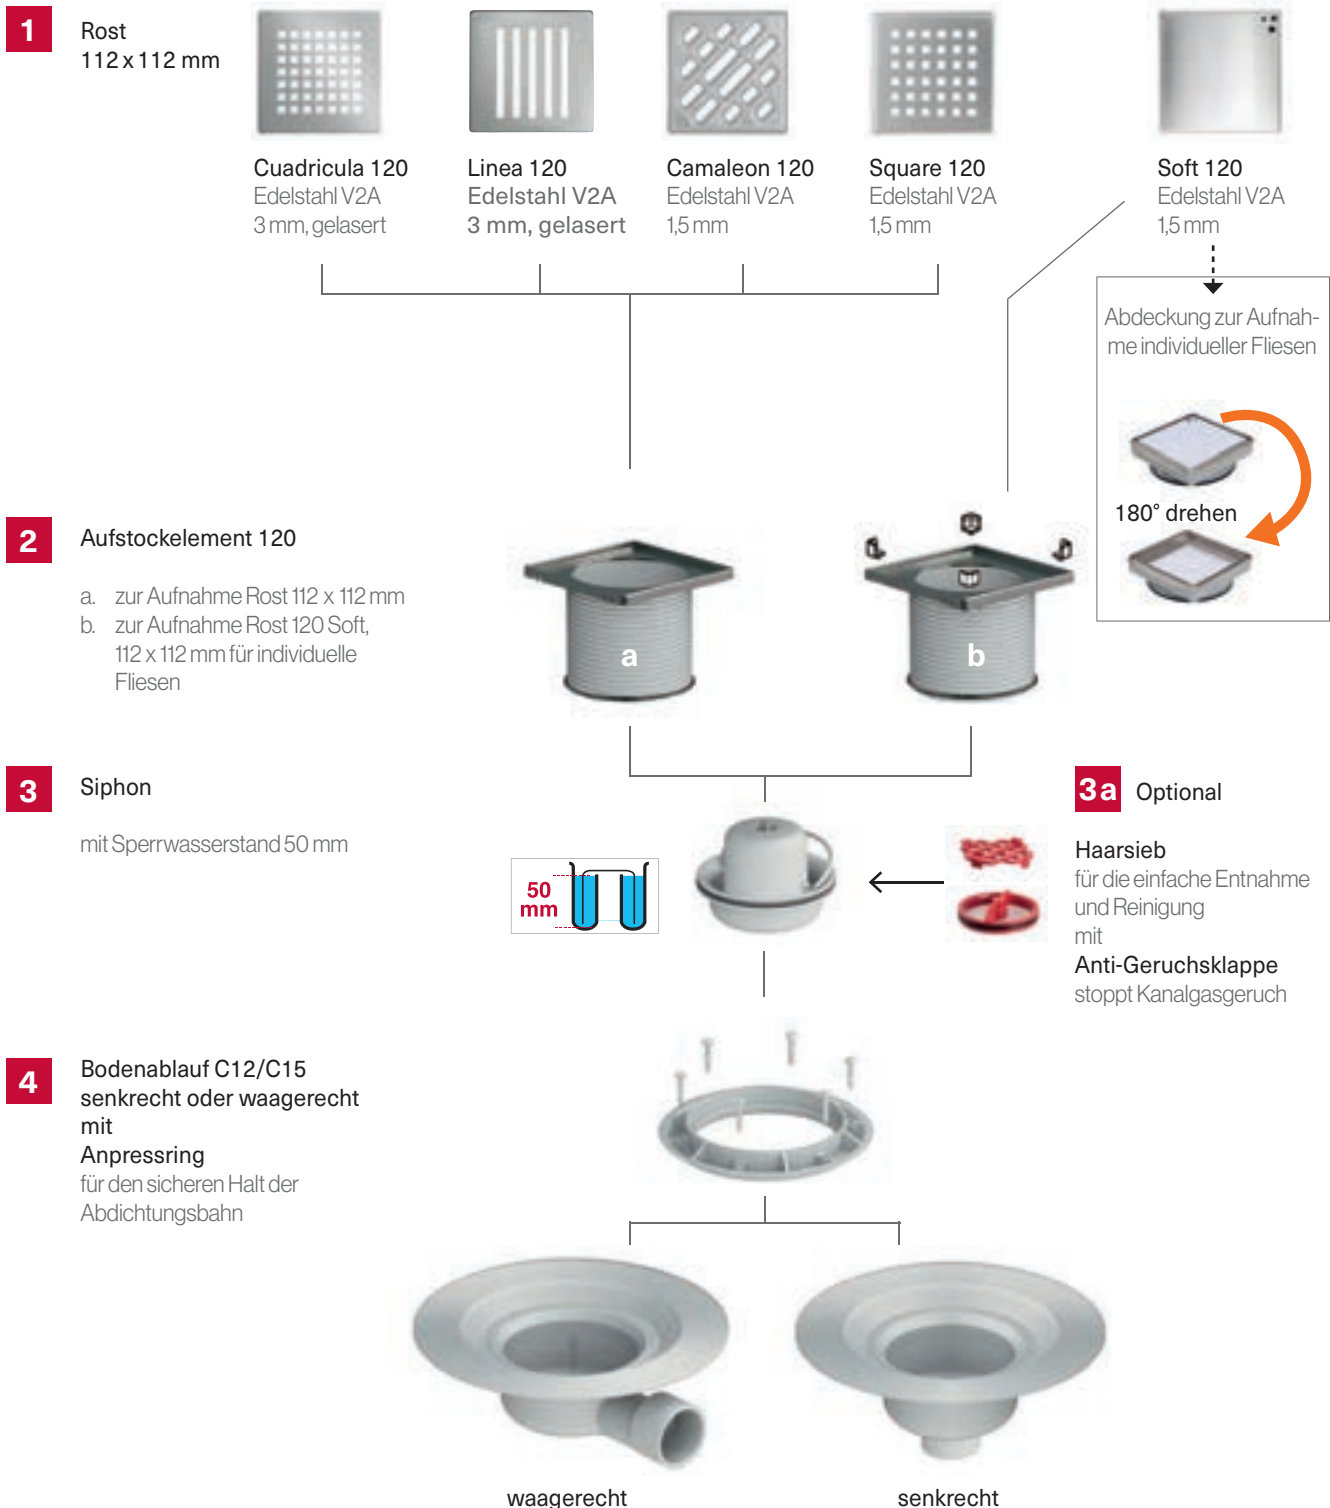 1
Rost
112 x 112 mm
Cuadricula 120
Edelstahl V2A
3 mm, gelasert
Linea 120
Edelstahl V2A
3 mm, gelasert
Camaleon 120
Edelstahl V2A
1,5 mm
Square 120
Edelstahl V2A
1,5 mm
Soft 120
Edelstahl V2A
1,5 mm
Abdeckung zur Aufnah-
me individueller Fliesen
180° drehen
2
Aufstockelement 120
a. zur Aufnahme Rost 112 x 112 mm
b. zur Aufnahme Rost 120 Soft,
112 x 112 mm für individuelle
Fliesen
a
b
3
Siphon
mit Sperrwasserstand 50 mm
50
mm
3a Optional
Haarsieb
für die einfache Entnahme
und Reinigung
mit
Anti-Geruchsklappe
stoppt Kanalgasgeruch
4
Bodenablauf C12/C15
senkrecht oder waagerecht
mit
Anpressring
für den sicheren Halt der
Abdichtungsbahn
waagerecht
senkrecht